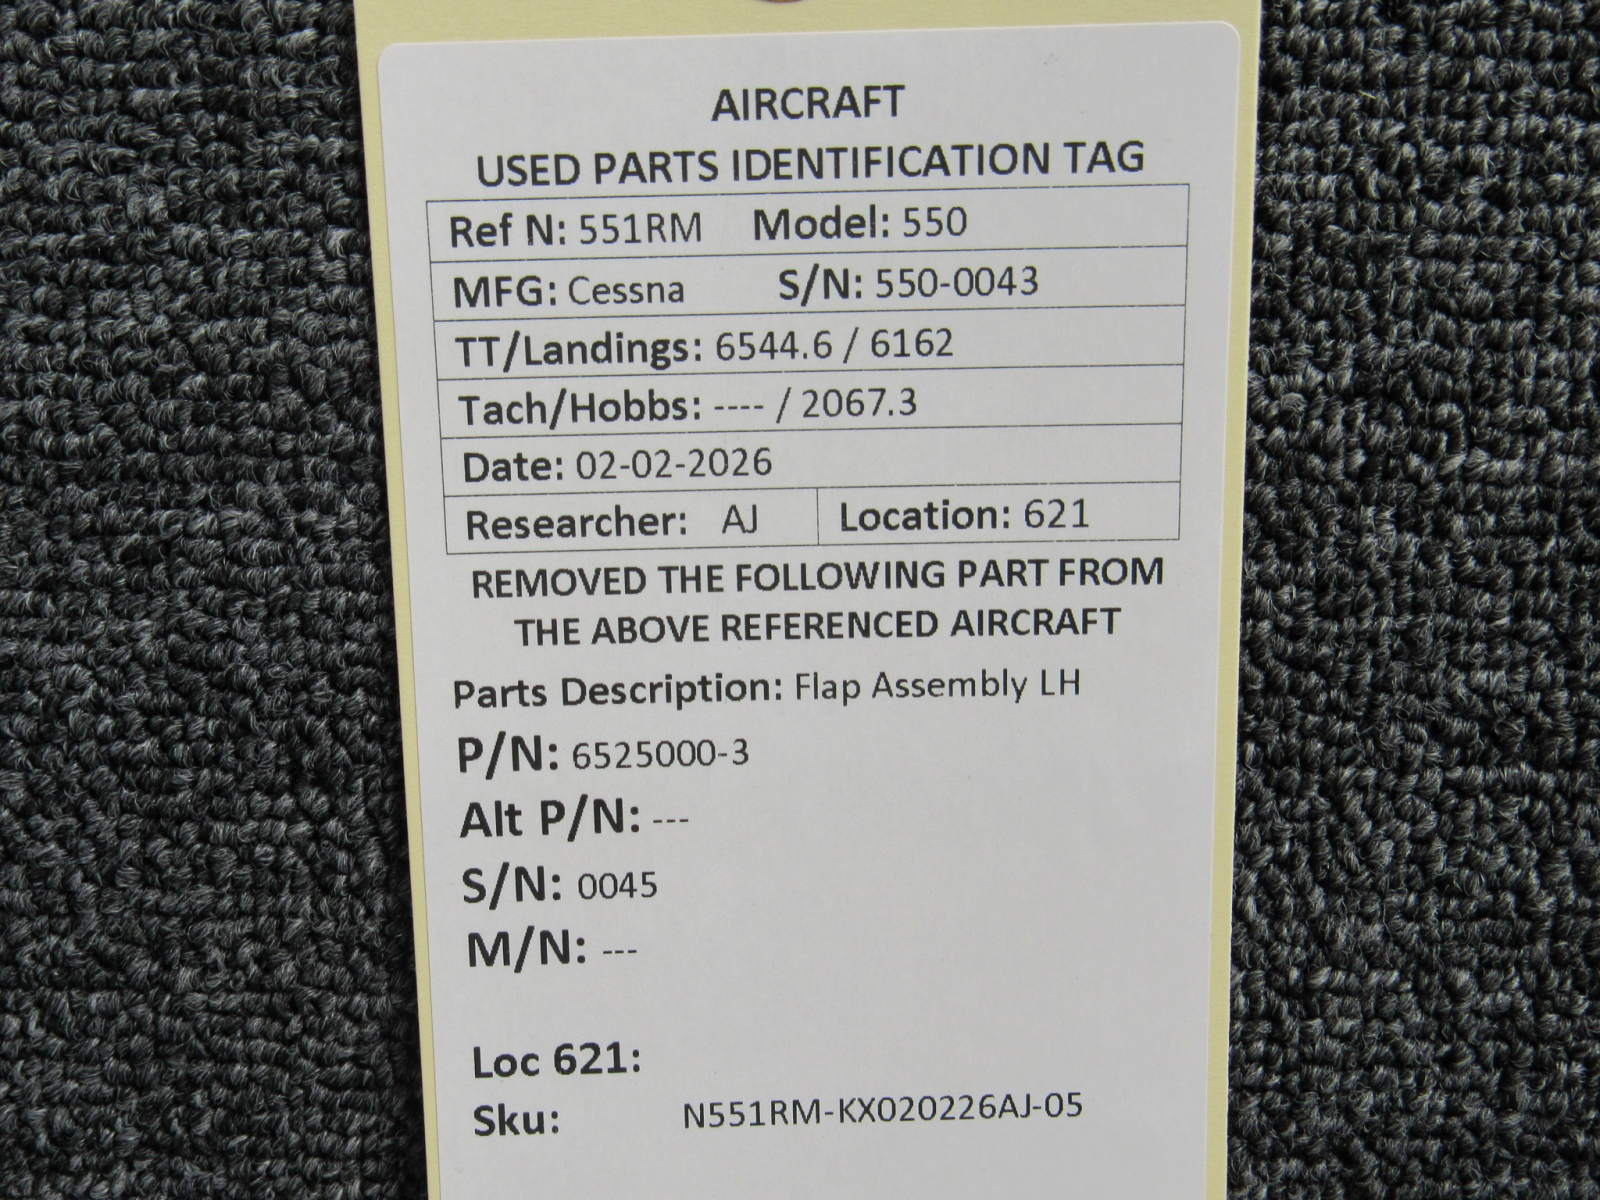 AIRCRAFT
USED PARTS IDENTIFICATION TAG
Ref N: 551RM Model: 550
MFG: Cessna S/N: 550-0043
TT/Landings: 6544.6 / 6162
Tach/Hobbs: ---- / 2067.3
Date: 02-02-2026
Researcher: AJ Location: 621
REMOVED THE FOLLOWING PART FROM
THE ABOVE REFERENCED AIRCRAFT
Parts Description: Flap Assembly LH
P/N: 6525000-3
Alt P/N: ---
S/N: 0045
M/N: ---
Loc 621:
Sku: N551RM-KX020226AJ-05